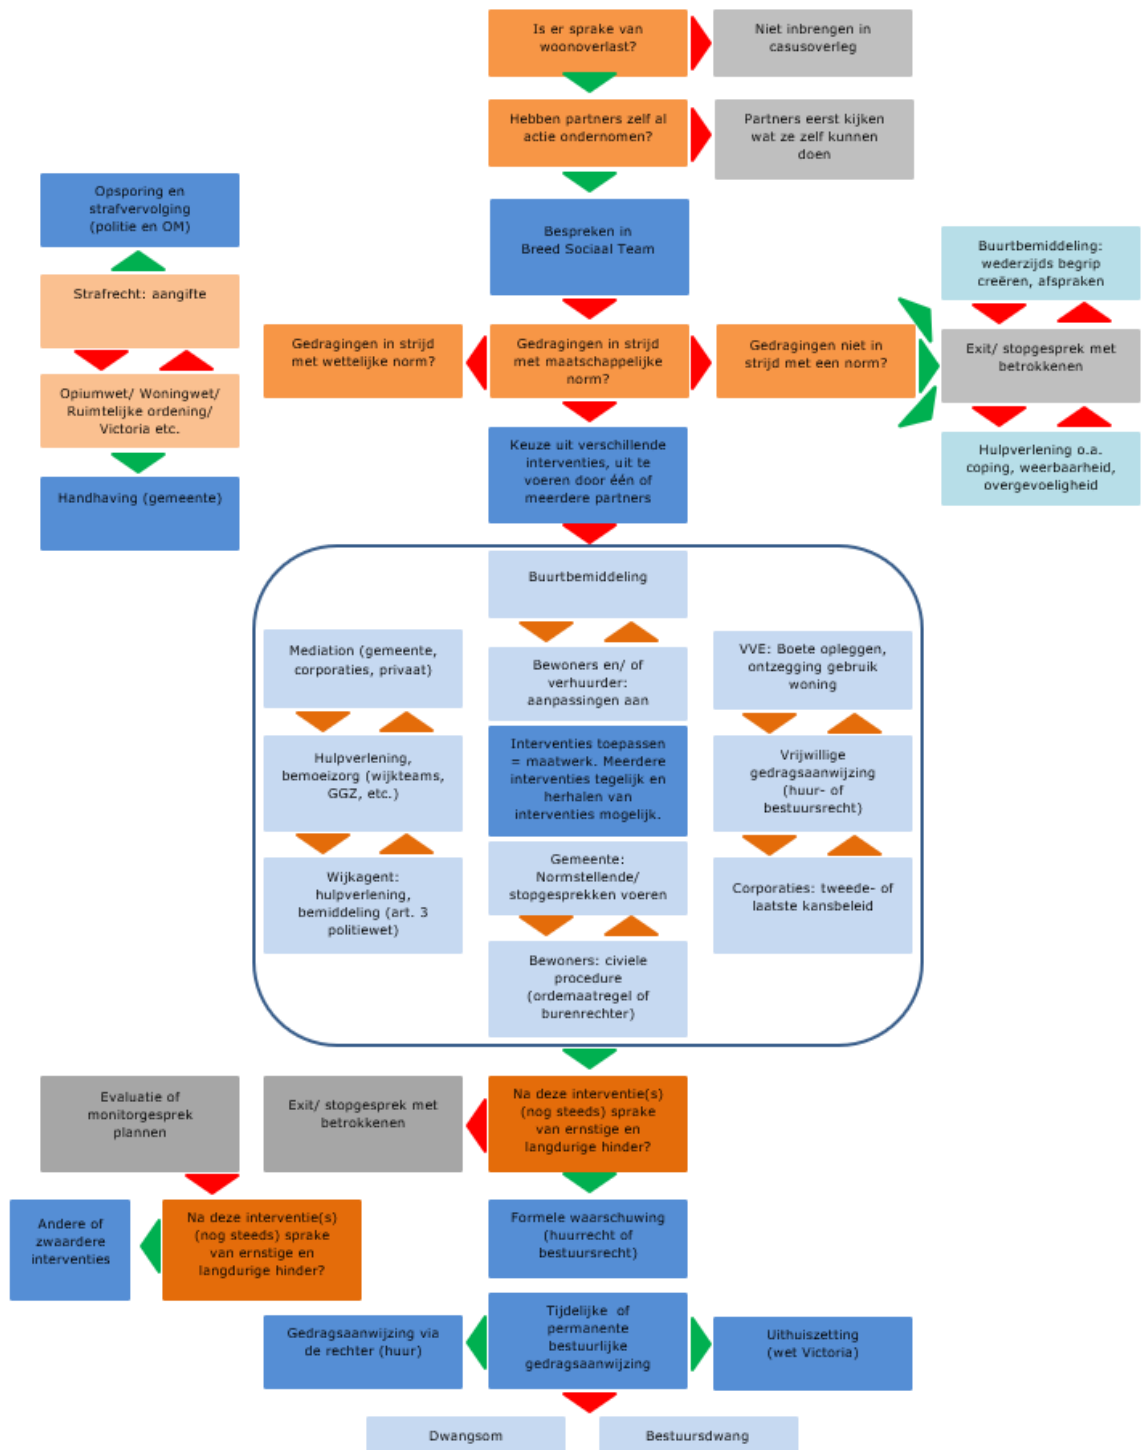 Is er sprake van
woonoverlast?
Niet inbrengen in
casusoverleg
Hebben partners zelf al
actie ondernomen?
Partners eerst kijken
wat ze zelf kunnen
doen
Opsporing en
strafvervolging
(politie en OM)
Bespreken in
Breed Sociaal Team
Buurtbemiddeling:
wederzijds begrip
creëren, afspraken
Strafrecht: aangifte
Gedragingen in strijd
met wettelijke norm?
Gedragingen in strijd
met maatschappelijke
norm?
Gedragingen niet in
strijd met een norm?
Exit/ stopgesprek met
betrokkenen
Opiumwet/ Woningwet/
Ruimtelijke ordening/
Victoria etc.
Keuze uit verschillende
interventies, uit te
voeren door één of
meerdere partners
Hulpverlening o.a.
coping, weerbaarheid,
overgevoeligheid
Handhaving (gemeente)
Buurtbemiddeling
Mediation (gemeente,
corporaties, privaat)
Bewoners en/ of
verhuurder:
aanpassingen aan
VVE: Boete opleggen,
ontzegging gebruik
woning
Hulpverlening,
bemoeizorg (wijkteams,
GGZ, etc.)
Interventies toepassen
= maatwerk. Meerdere
interventies tegelijk en
herhalen van
interventies mogelijk.
Vrijwillige
gedragsaanwijzing
(huur- of
bestuursrecht)
Wijkagent:
hulpverlening,
bemiddeling (art. 3
politiewet)
Gemeente:
Normstellende/
stopgesprekken voeren
Corporaties: tweede- of
laatste kansbeleid
Bewoners: civiele
procedure
(ordemaatregel of
burenrechter)
Evaluatie of
monitorgesprek
plannen
Exit/ stopgesprek met
betrokkenen
Na deze interventie(s)
(nog steeds) sprake
van ernstige en
langdurige hinder?
Andere of
zwaardere
interventies
Na deze interventie(s)
(nog steeds) sprake
van ernstige en
langdurige hinder?
Formele waarschuwing
(huurrecht of
bestuursrecht)
Gedragsaanwijzing via
de rechter (huur)
Tijdelijke of
permanente
bestuurlijke
gedragsaanwijzing
Uithuiszetting
(wet Victoria)
Dwangsom
Bestuursdwang